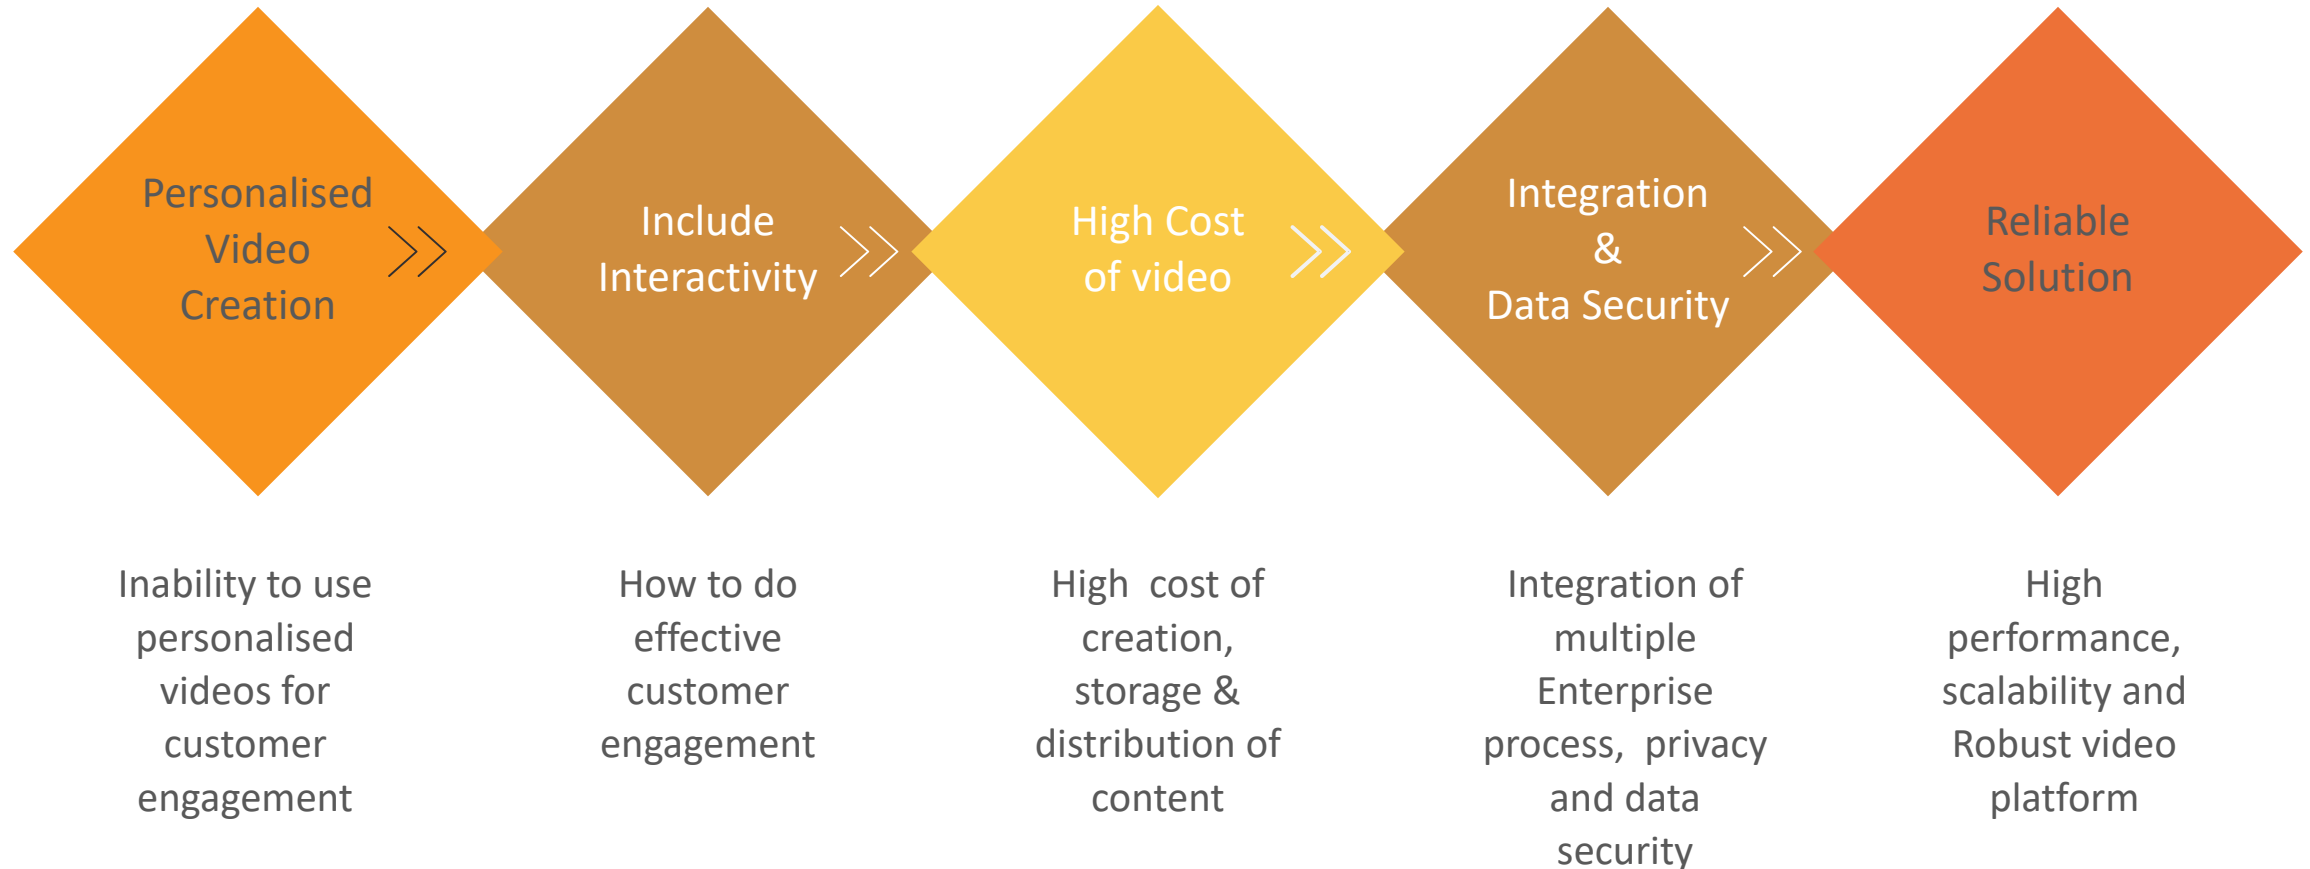 Personalised
Video
Creation
Include
Interactivity
High Cost
of video
Integration
&
Data Security
Reliable
Solution
Inability to use
personalised
videos for
customer
engagement
How to do
effective
customer
engagement
High  cost of
creation,
storage &
distribution of
content
Integration of
multiple
Enterprise
process,  privacy
and data
security
High
performance,
scalability and
Robust video
platform